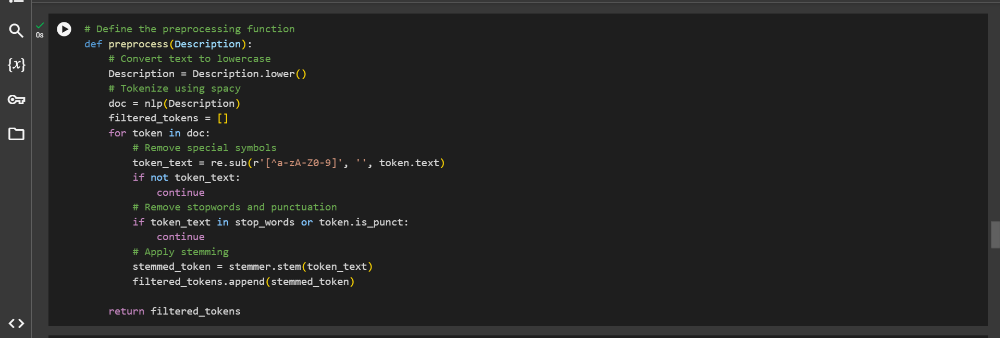 # Define the preprocessing function
def preprocess(Description):
    # Convert text to lowercase
    Description = Description.lower()
    # Tokenize using spacy
    doc = nlp(Description)
    filtered_tokens = []
    for token in doc:
        # Remove special symbols
        token_text = re.sub(r'[^a-zA-Z0-9]', '', token.text)
        if not token_text:
            continue
        # Remove stopwords and punctuation
        if token_text in stop_words or token.is_punct:
            continue
        # Apply stemming
        stemmed_token = stemmer.stem(token_text)
        filtered_tokens.append(stemmed_token)

    return filtered_tokens
0s
{x}